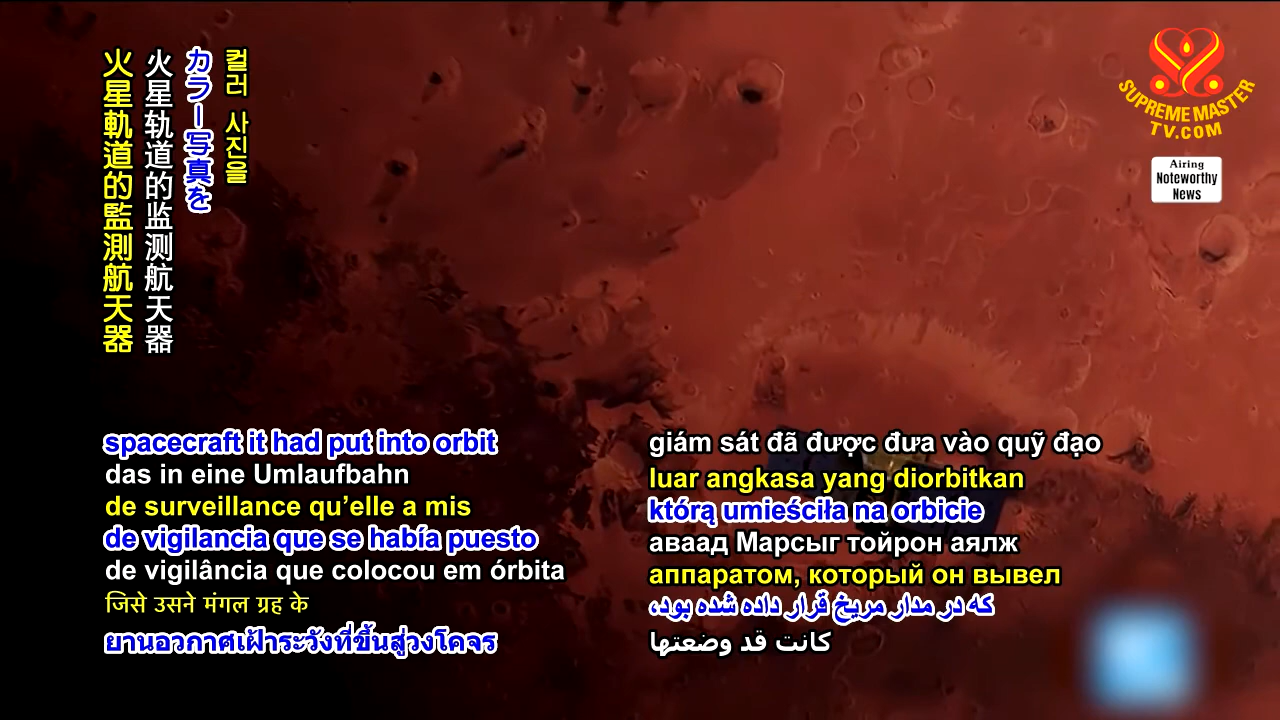 火星軌道的監測航天器
火星轨道的监测航天器
カラー写真を
컬러 사진을
SUPREME MASTER
TV.COM
Airing
Noteworthy
News
spacecraft it had put into orbit
das in eine Umlaufbahn
de surveillance qu’elle a mis
de vigilancia que se había puesto
de vigilância que colocou em órbita
जिसे उसने मंगल ग्रह के
ยานอวกาศเฝ้าระวังที่ขึ้นสู่วงโคจร
giám sát đã được đưa vào quỹ đạo
luar angkasa yang diorbitkan
którą umieściła na orbicie
аваад Марсыг тойрон аялж
аппаратом, который он вывел
که در مدار مریخ قرار داده شده بود،
كانت قد وضعتها